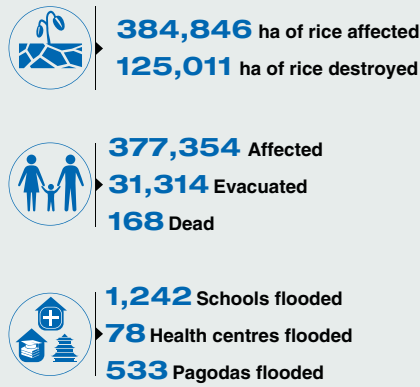 384,846 ha of rice affected
125,011 ha of rice destroyed
377,354 Affected
31,314 Evacuated
168 Dead
1,242 Schools flooded
78 Health centres flooded
533 Pagodas flooded